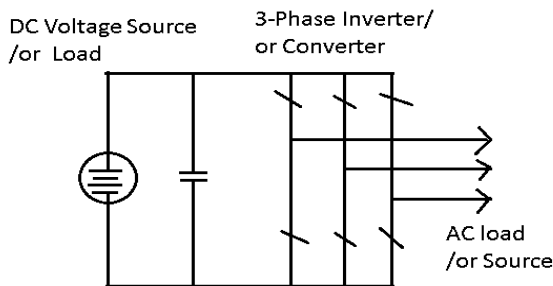 DC Voltage Source
/or Load
3-Phase Inverter/
or Converter
AC load
/or Source